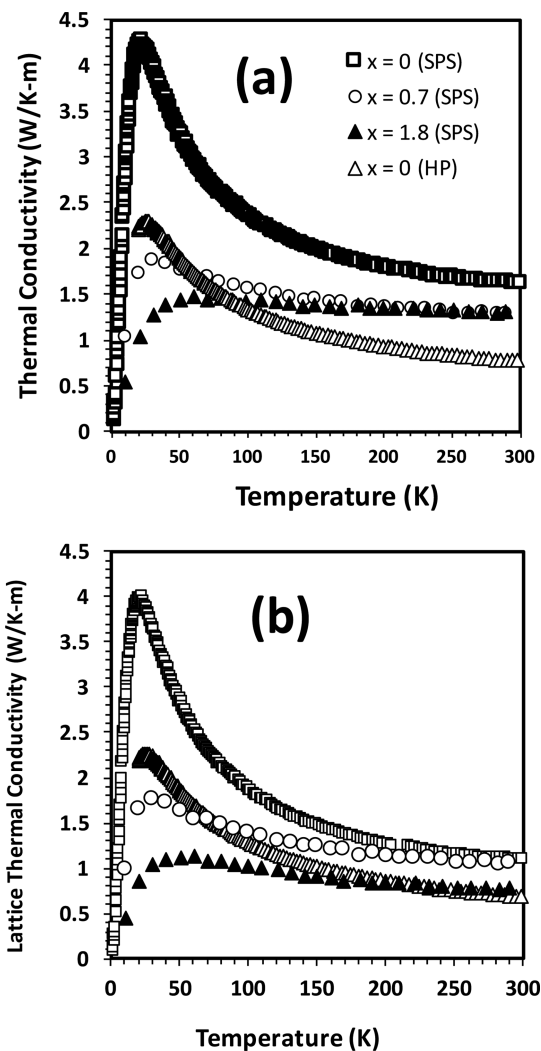 4.5
4
3.5
3
2.5
2
1.5
1
0.5
0
Thermal Conductivity (W/K-m)
(a)
x = 0 (SPS)
x = 0.7 (SPS)
x = 1.8 (SPS)
x = 0 (HP)
0 50 100 150 200 250 300
Temperature (K)
4.5
4
3.5
3
2.5
2
1.5
1
0.5
0
Lattice Thermal Conductivity (W/K-m)
(b)
0 50 100 150 200 250 300
Temperature (K)